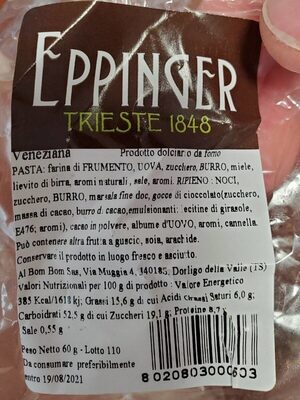 EPPINGER
TRIESTE 1848
Veneziana Prodotto dolciario da forno
PASTA: farina di FRUMENTO, UOVA, zucchero, BURRO, miele,
lievito di birra, aromi naturali, sale, aromi. RIPIENO: NOCI,
zucchero, BURRO, marsala fine doc, gocce di cioccolato(zucchero,
massa di cacao, burro di cacao,emulsionanti: lecitine di girasole,
E476; aromi), cacao in polvere, albume d'UOVO, aromi, cannella.
Può contenere altra frutta a guscio, soia, arachide.
Conservare il prodotto in luogo fresco e asciutto.
Al Bom Bom Sas, Via Muggia 4, 340185, Dorligo della Valle (TS)
Valori Nutrizionali per 100 g di prodotto: Valore Energetico
385 Kcal/1618 kj; Grassi 15,6 g di cui Acidi Grassi Saturi 6,0 g;
Carboidrati 52,5 g di cui Zuccheri 19,1 g; Proteine 8,7
Sale 0,55 g
Peso Netto 60 g - Lotto 110
Da consumare preferibilmente
entro 19/08/2021
8 020803000603